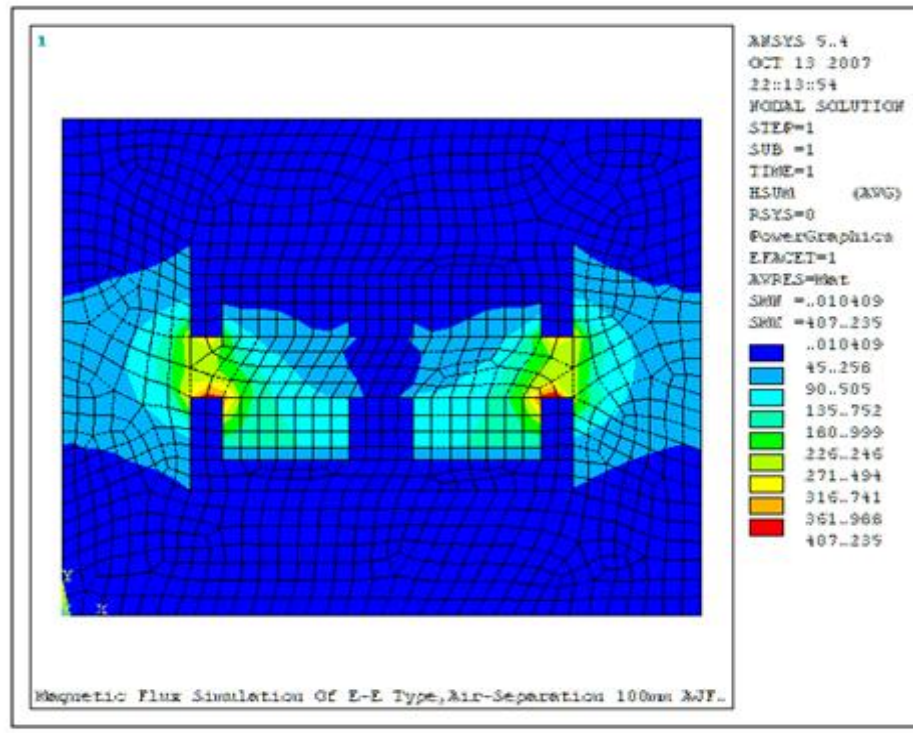 1
ANSYS 5.4
OCT 13 2007
22:13:54
NODAL SOLUTION
STEP=1
SUB =1
TIME=1
HSUM (AVG)
RSYS=0
PowerGraphics
EFACET=1
AVRES=Mat
SMN =.010409
SMX =407.235
.010409
45.258
90.505
135.752
180.999
226.246
271.494
316.741
361.988
407.235
Y
X
Magnetic Flux Simulation Of E-E Type,Air-Separation 100mm AJF.